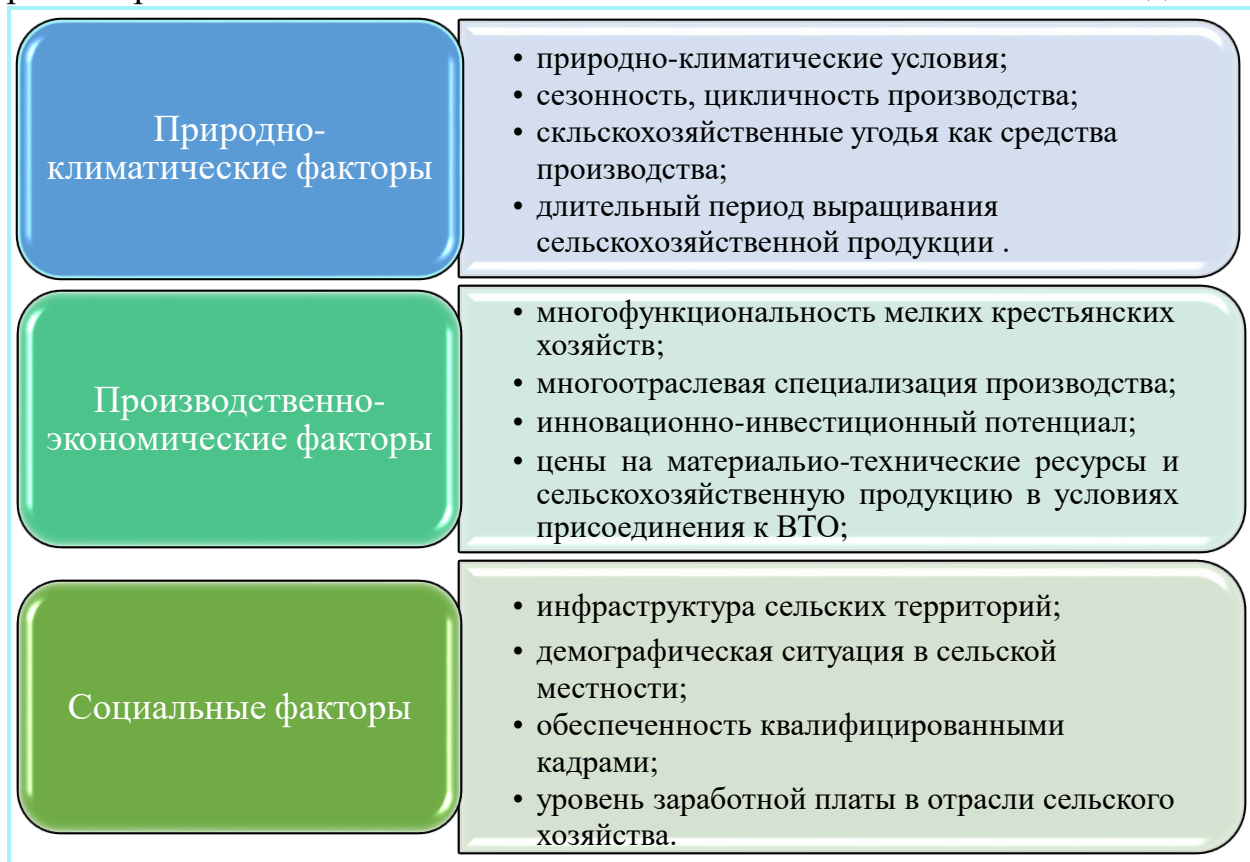 Природно-
климатические факторы
• природно-климатические условия;
• сезонность, цикличность производства;
• скльскохозяйственные угодья как средства
производства;
• длительный период выращивания
сельскохозяйственной продукции .
Производственно-
экономические факторы
• многофункциональность мелких крестьянских
хозяйств;
• многоотраслевая специализация производства;
• инновационно-инвестиционный потенциал;
• цены на материальио-технические ресурсы и
сельскохозяйственную продукцию в условиях
присоединения к ВТО;
Социальные факторы
• инфраструктура сельских территорий;
• демографическая ситуация в сельской
местности;
• обеспеченность квалифицированными
кадрами;
• уровень заработной платы в отрасли сельского
хозяйства.